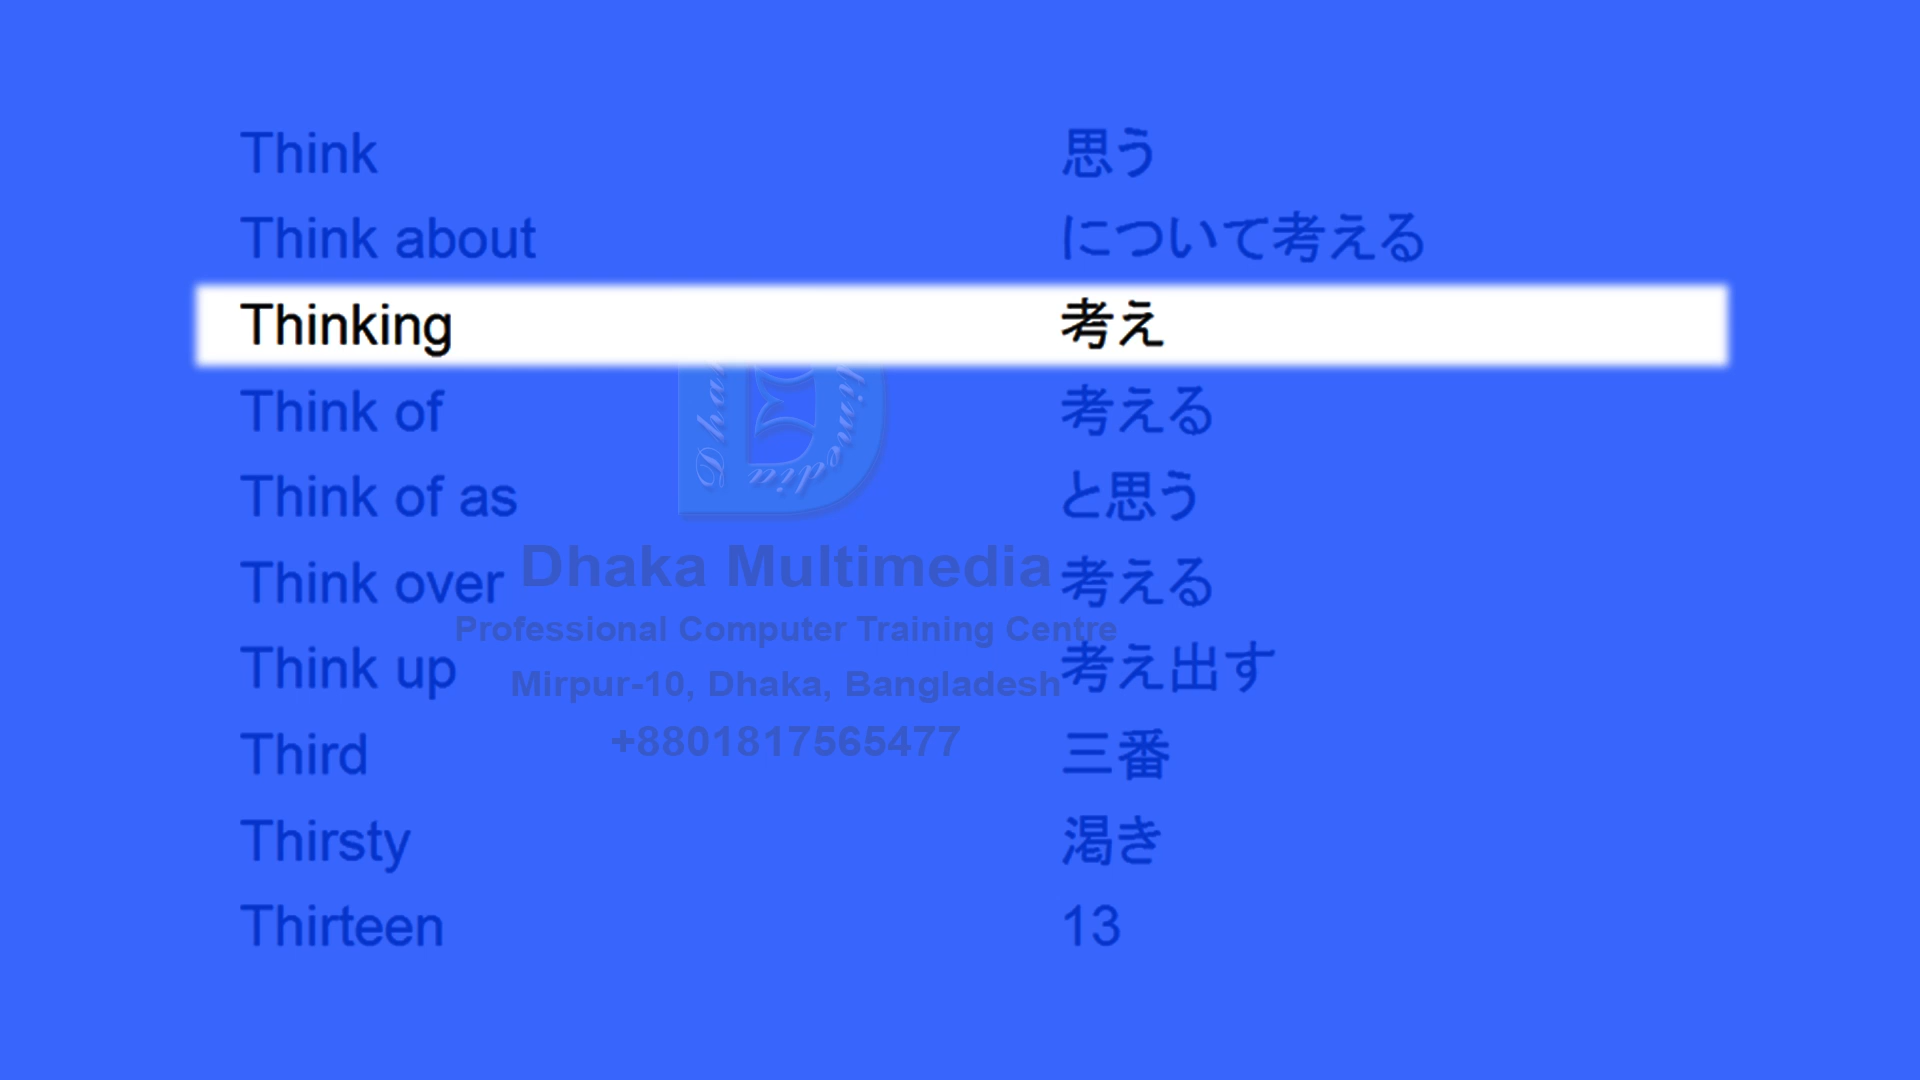 Think 思う
Think about について考える
Thinking 考え
Think of 考える
Think of as と思う
Think over 考える
Think up 考え出す
Third 三番
Thirsty 渇き
Thirteen 13
Dhaka Multimedia
Professional Computer Training Centre
Mirpur-10, Dhaka, Bangladesh
+8801817565477